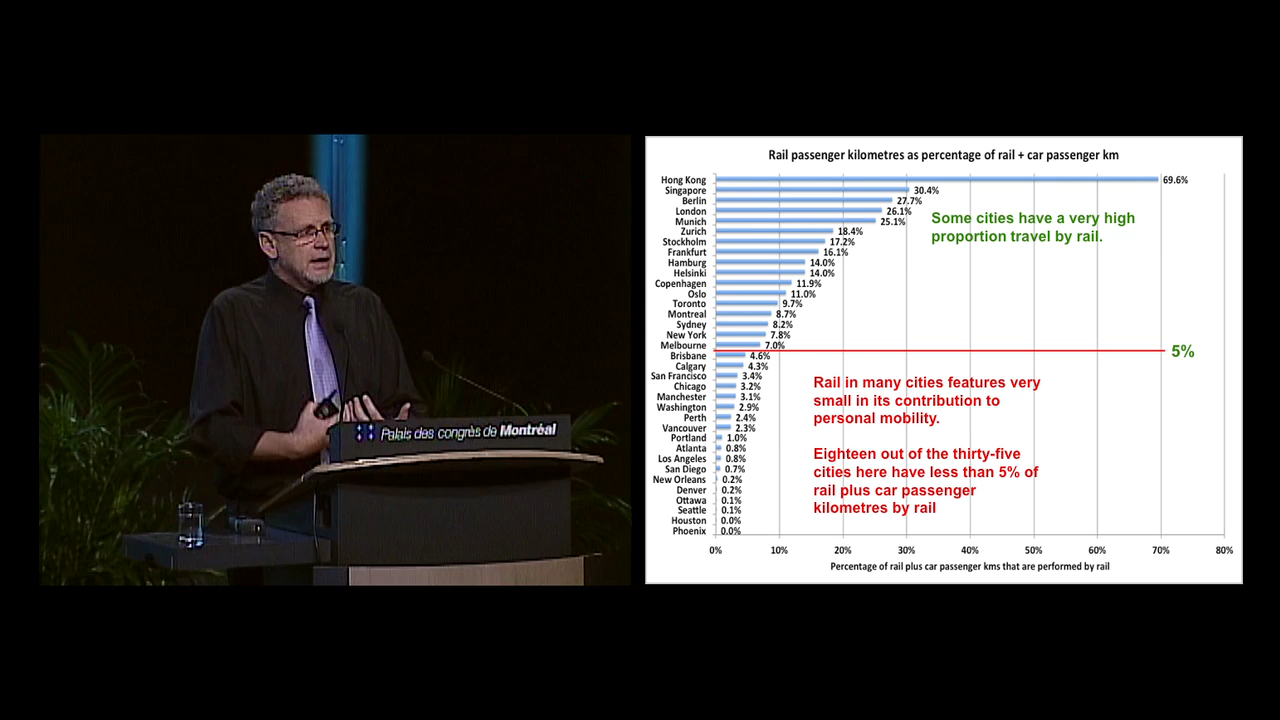 Palais des congrès de Montréal
Rail passenger kilometres as percentage of rail + car passenger km
Hong Kong 69.6%
Singapore 30.4%
Berlin 27.7%
London 26.1%
Munich 25.1%
Zurich 18.4%
Stockholm 17.2%
Frankfurt 16.1%
Hamburg 14.0%
Helsinki 14.0%
Copenhagen 11.9%
Oslo 11.0%
Toronto 9.7%
Montreal 8.7%
Sydney 8.2%
New York 7.8%
Melbourne 7.0%
Brisbane 4.6%
Calgary 4.3%
San Francisco 3.4%
Chicago 3.2%
Manchester 3.1%
Washington 2.9%
Perth 2.4%
Vancouver 2.3%
Portland 1.0%
Atlanta 0.8%
Los Angeles 0.8%
San Diego 0.7%
New Orleans 0.2%
Denver 0.2%
Ottawa 0.1%
Seattle 0.1%
Houston 0.0%
Phoenix 0.0%
Some cities have a very high
proportion travel by rail.
5%
Rail in many cities features very
small in its contribution to
personal mobility.
Eighteen out of the thirty-five
cities here have less than 5% of
rail plus car passenger
kilometres by rail
0% 10% 20% 30% 40% 50% 60% 70% 80%
Percentage of rail plus car passenger kms that are performed by rail